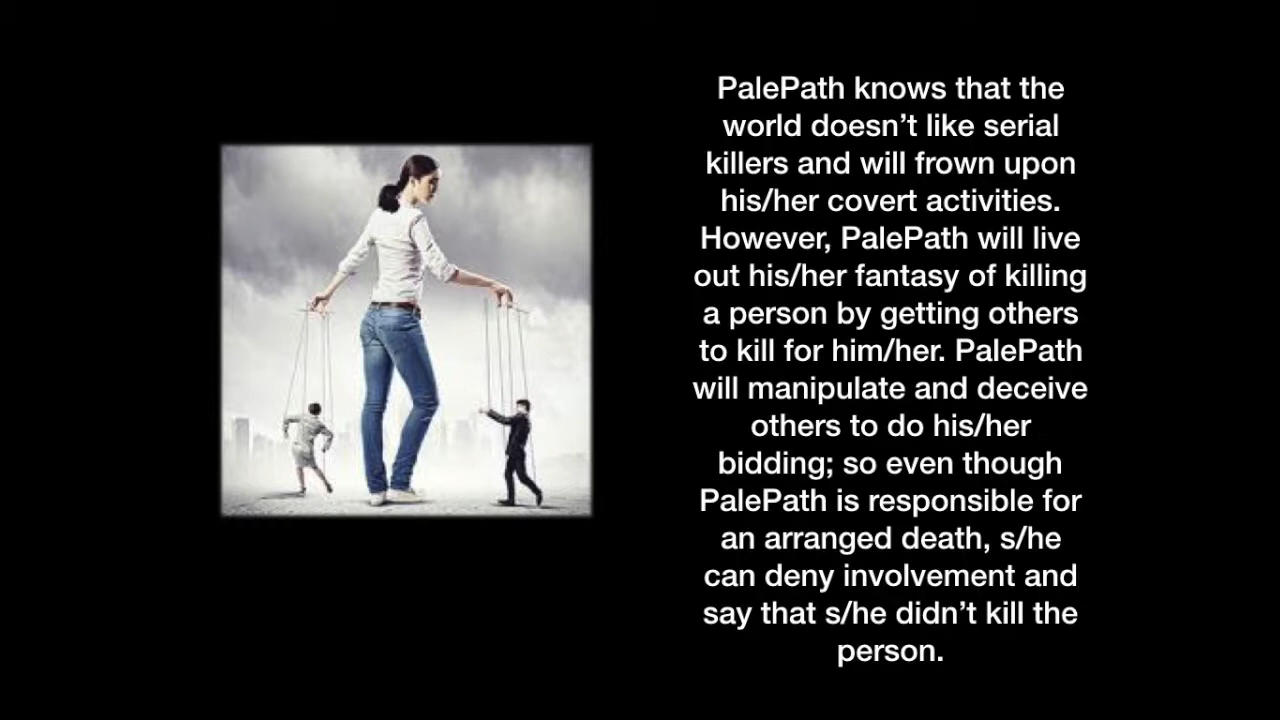 PalePath knows that the
world doesn’t like serial
killers and will frown upon
his/her covert activities.
However, PalePath will live
out his/her fantasy of killing
a person by getting others
to kill for him/her. PalePath
will manipulate and deceive
others to do his/her
bidding; so even though
PalePath is responsible for
an arranged death, s/he
can deny involvement and
say that s/he didn’t kill the
person.